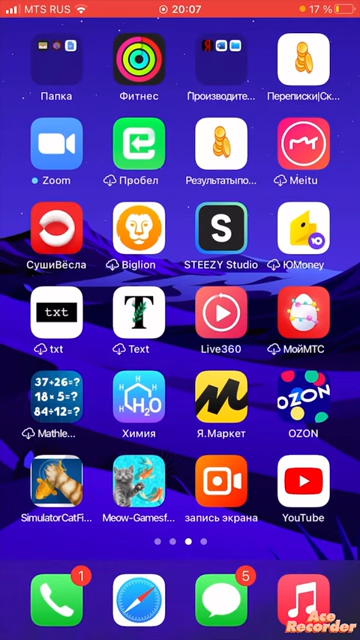 MTS RUS 20:07 17 %
Папка Фитнес Производите... Переписки|Ск...
Zoom Пробел Результатыпо... Meitu
S
Ю
СушиВёсла Biglion STEEZY Studio ЮMoney
txt T
txt Text Live360 МойМТС
37+26=?
18×5=?
84÷12=?
H₂O
OZON
Mathle... Химия Я.Маркет OZON
SimulatorCatFi... Meow-Gamesf... запись экрана YouTube
1 5
Ace
Recorder